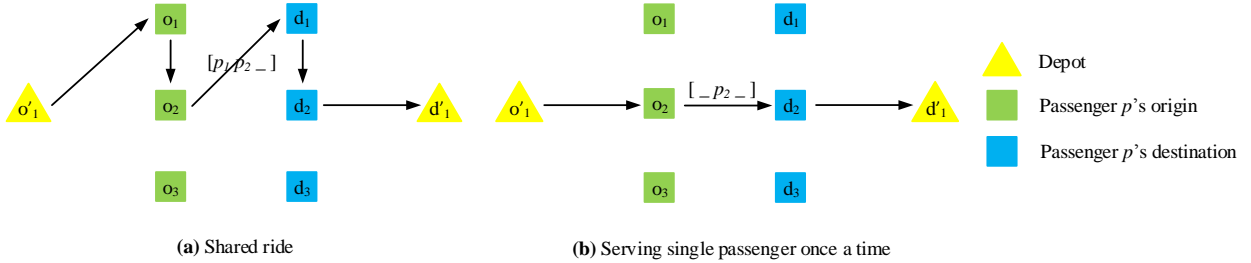 o₁ d₁ o₁ d₁
[p₁ p₂ _] [ _ p₂ _ ] Depot
o'₁ o₂ d₂ d'₁ o'₁ o₂ d₂ d'₁ Passenger p's origin
Passenger p's destination
o₃ d₃ o₃ d₃
(a) Shared ride (b) Serving single passenger once a time